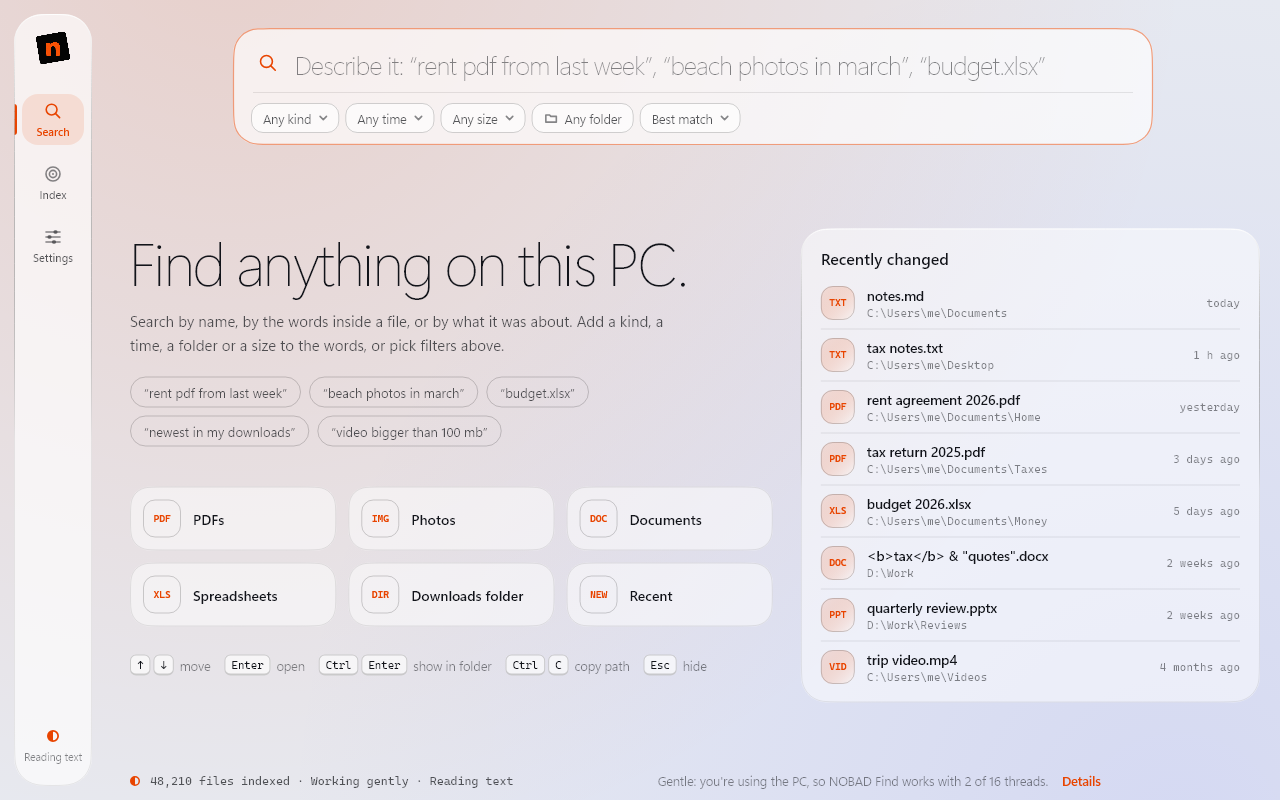 n
Describe it: “rent pdf from last week”, “beach photos in march”, “budget.xlsx”
Any kind
Any time
Any size
Any folder
Best match
Search
Index
Settings
Reading text
Find anything on this PC.
Search by name, by the words inside a file, or by what it was about. Add a kind, a
time, a folder or a size to the words, or pick filters above.
“rent pdf from last week”
“beach photos in march”
“budget.xlsx”
“newest in my downloads”
“video bigger than 100 mb”
PDF PDFs
IMG Photos
DOC Documents
XLS Spreadsheets
DIR Downloads folder
NEW Recent
↑ ↓ move Enter open Ctrl Enter show in folder Ctrl C copy path Esc hide
Recently changed
TXT notes.md today
C:\Users\me\Documents
TXT tax notes.txt 1 h ago
C:\Users\me\Desktop
PDF rent agreement 2026.pdf yesterday
C:\Users\me\Documents\Home
PDF tax return 2025.pdf 3 days ago
C:\Users\me\Documents\Taxes
XLS budget 2026.xlsx 5 days ago
C:\Users\me\Documents\Money
DOC <b>tax</b> & "quotes".docx 2 weeks ago
D:\Work
PPT quarterly review.pptx 2 weeks ago
D:\Work\Reviews
VID trip video.mp4 4 months ago
C:\Users\me\Videos
48,210 files indexed · Working gently · Reading text
Gentle: you're using the PC, so NOBAD Find works with 2 of 16 threads. Details